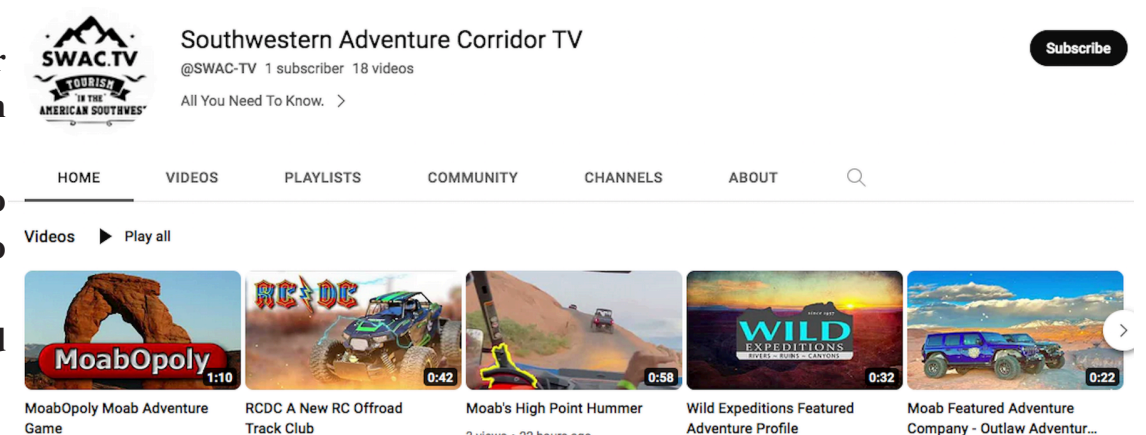 SWAC.TV
TOURISM
IN THE
AMERICAN SOUTHWES
Southwestern Adventure Corridor TV
@SWAC-TV 1 subscriber 18 videos
All You Need To Know.
Subscribe
HOME VIDEOS PLAYLISTS COMMUNITY CHANNELS ABOUT
Videos Play all
MoabOpoly
1:10
RC DC
0:42
0:58
since 1957
WILD
EXPEDITIONS
RIVERS – RUINS – CANYONS
0:32
0:22
MoabOpoly Moab Adventure
Game
RCDC A New RC Offroad
Track Club
Moab's High Point Hummer
Wild Expeditions Featured
Adventure Profile
Moab Featured Adventure
Company - Outlaw Adventur...